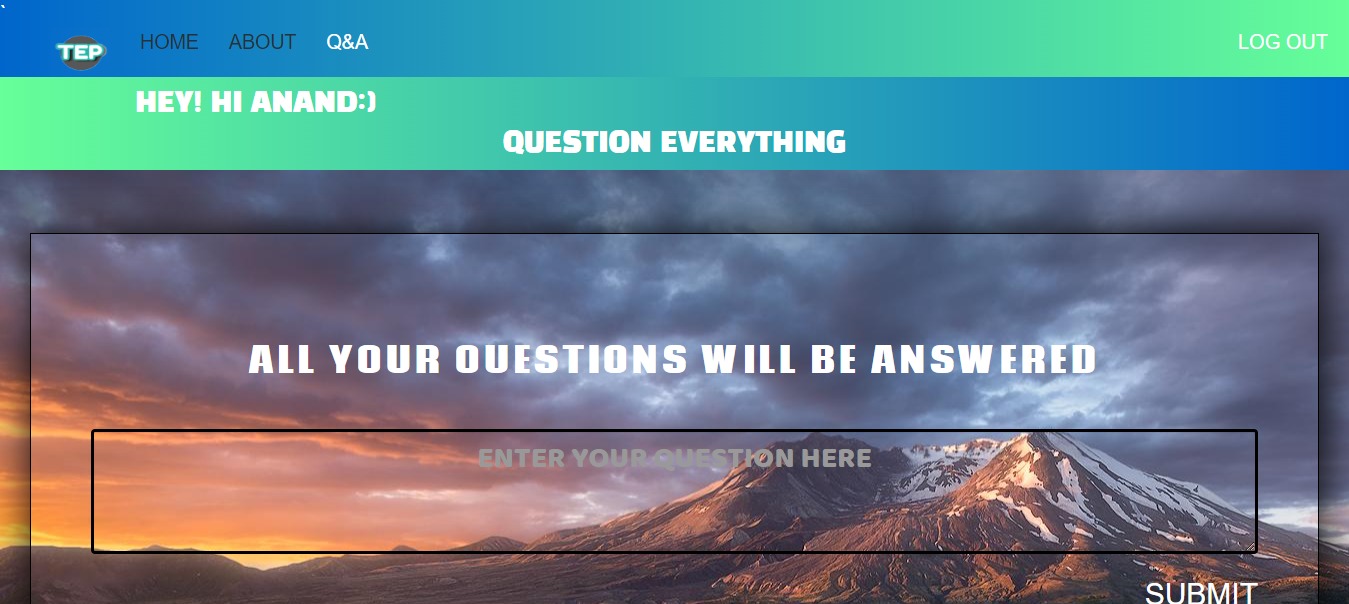 `
TEP HOME ABOUT Q&A LOG OUT
HEY! HI ANAND:)
QUESTION EVERYTHING
ALL YOUR QUESTIONS WILL BE ANSWERED
ENTER YOUR QUESTION HERE
SUBMIT